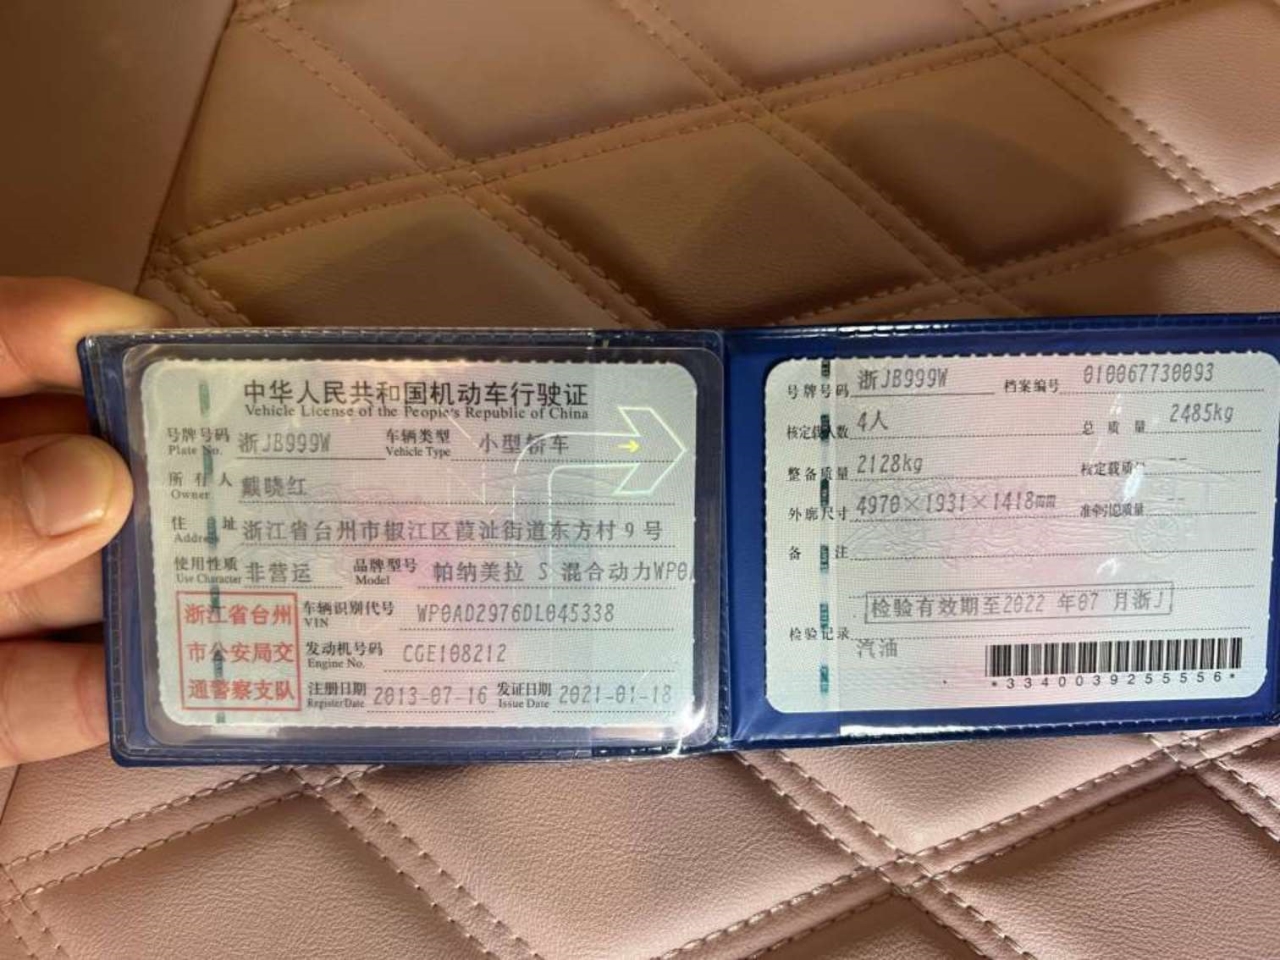 中华人民共和国机动车行驶证
Vehicle License of the People's Republic of China
号牌号码 浙JB999W 车辆类型 小型轿车
Plate No. Vehicle Type
所有人 戴晓红
Owner
住址 浙江省台州市椒江区葭沚街道东方村9号
Address
使用性质 非营运 品牌型号 帕纳美拉 S 混合动力WP0A
Use Character Model
浙江省台州
市公安局交
通警察支队
车辆识别代号 WP0AD2976DL045338
VIN
发动机号码 CGE108212
Engine No.
注册日期 2013-07-16 发证日期 2021-01-18
Register Date Issue Date
号牌号码 浙JB999W 档案编号 010067730093
核定载人数 4人 总质量 2485kg
整备质量 2128kg 核定载质量 --
外廓尺寸 4970×1931×1418mm 准牵引总质量 --
备注
检验有效期至2022年07月浙J
检验记录
汽油
*3340039255556*